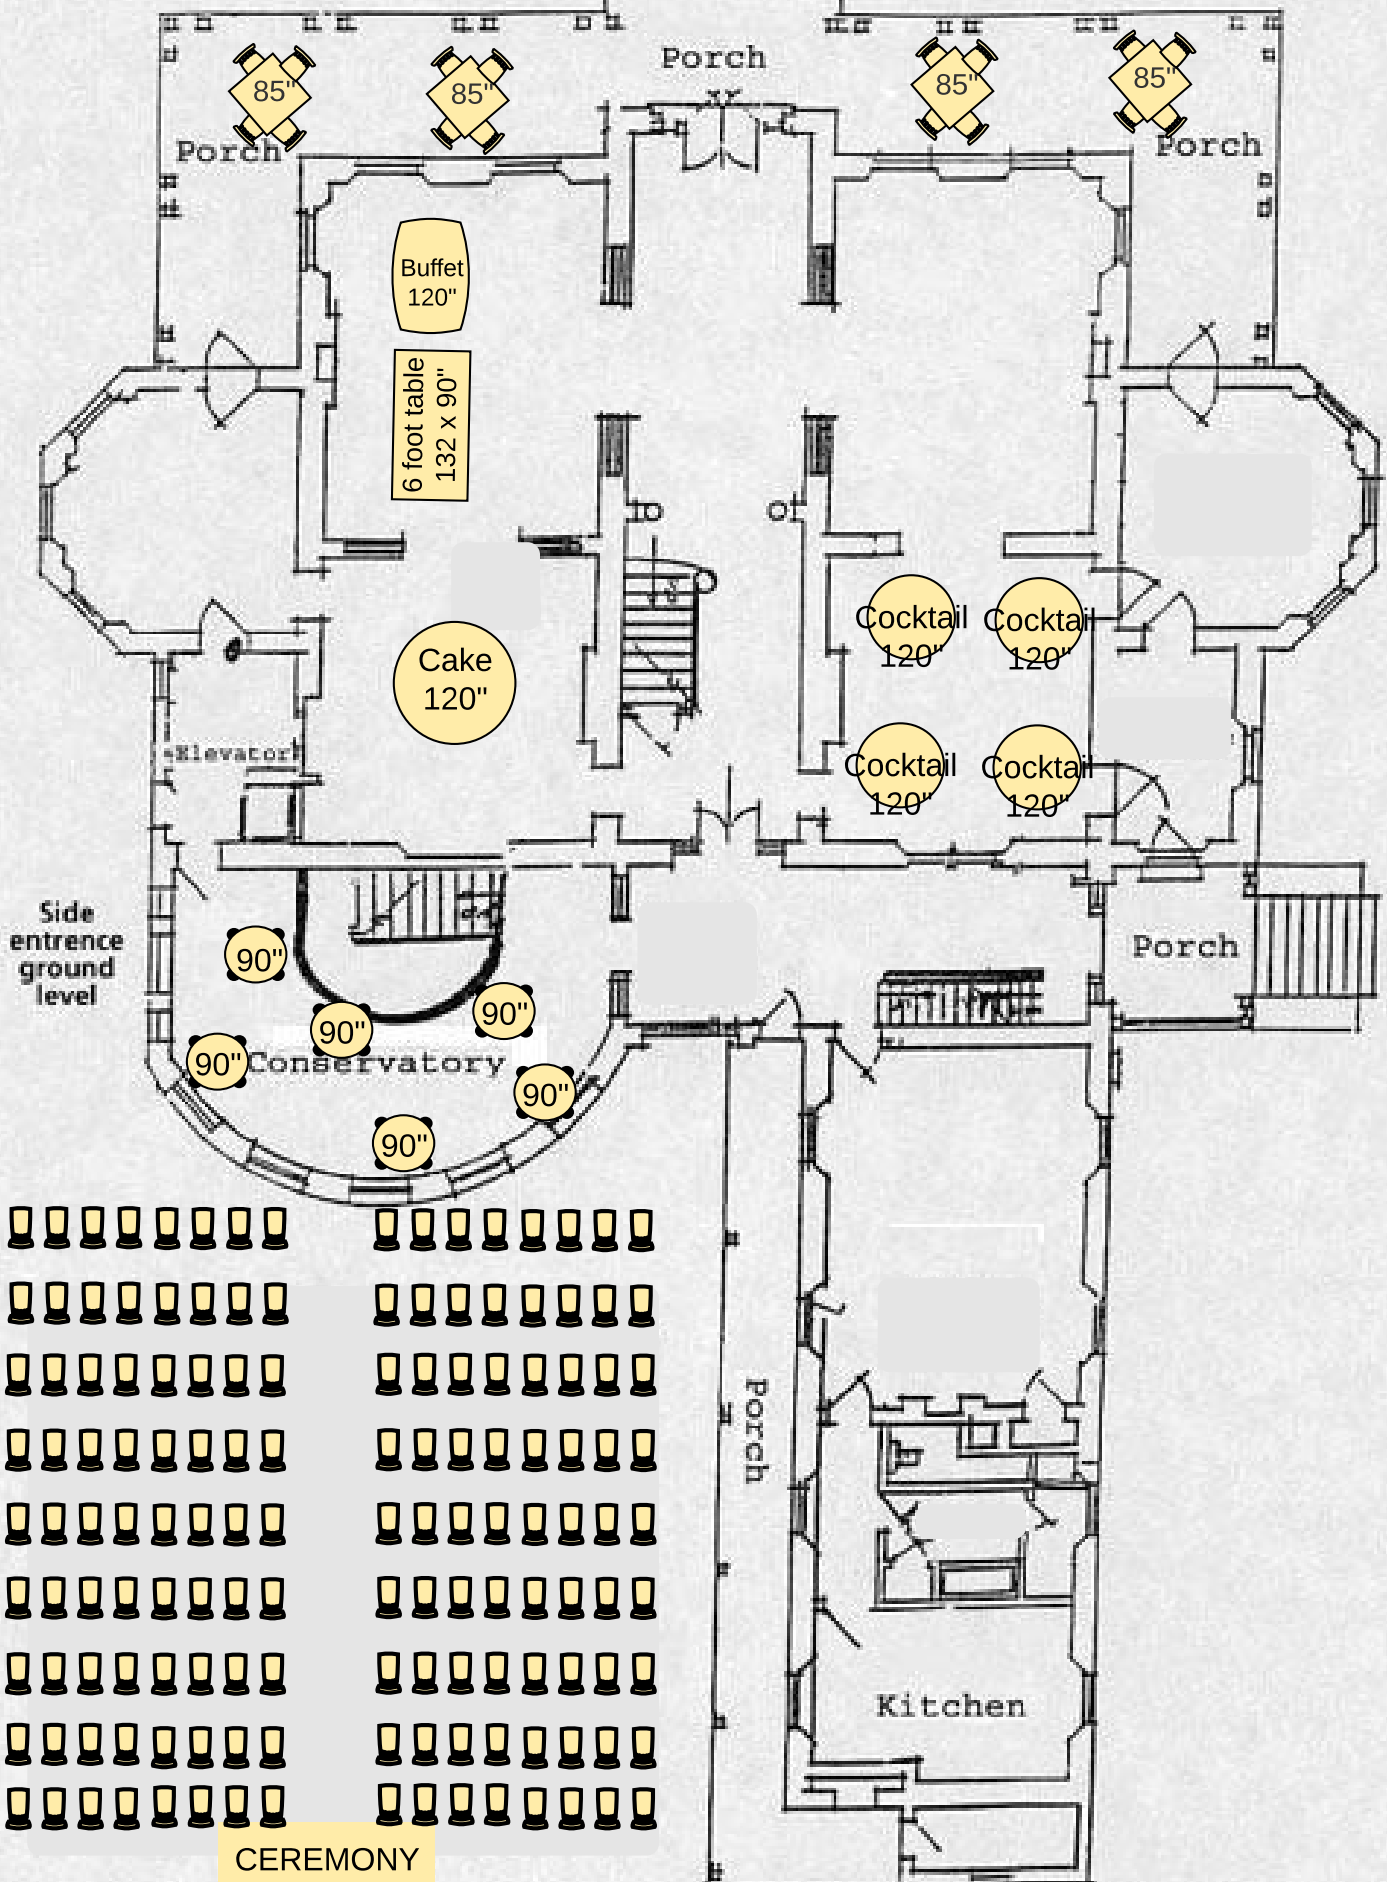 Porch
85"
85"
85"
85"
Porch
Porch
Buffet
120"
6 foot table
132 x 90"
Cocktail
120"
Cocktail
120"
Cake
120"
Elevator
Cocktail
120"
Cocktail
120"
Side
entrence
ground
level
90"
Porch
90"
90"
90"
Conservatory
90"
90"
Porch
Kitchen
CEREMONY